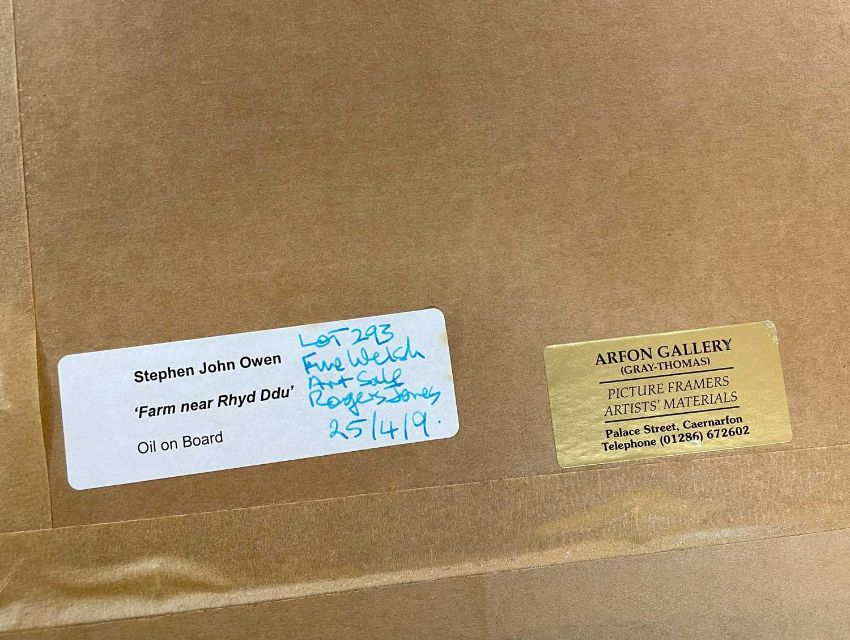 Stephen John Owen
'Farm near Rhyd Ddu'
Oil on Board
LOT 293
Fine Welsh
Art Sale
Rogers Jones
25/4/9.
ARFON GALLERY
(GRAY-THOMAS)
PICTURE FRAMERS
ARTISTS' MATERIALS
Palace Street, Caernarfon
Telephone (01286) 672602